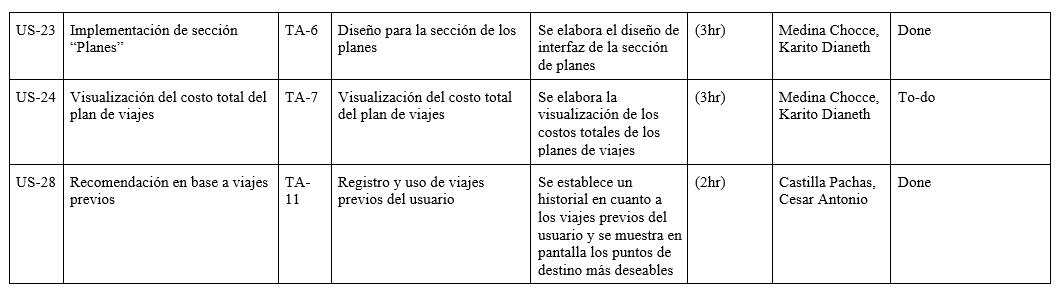 US-23
Implementación de sección
“Planes”
TA-6
Diseño para la sección de los
planes
Se elabora el diseño de
interfaz de la sección
de planes
(3hr)
Medina Chocce,
Karito Dianeth
Done
US-24
Visualización del costo total del
plan de viajes
TA-7
Visualización del costo total
del plan de viajes
Se elabora la
visualización de los
costos totales de los
planes de viajes
(3hr)
Medina Chocce,
Karito Dianeth
To-do
US-28
Recomendación en base a viajes
previos
TA-
11
Registro y uso de viajes
previos del usuario
Se establece un
historial en cuanto a
los viajes previos del
usuario y se muestra en
pantalla los puntos de
destino más deseables
(2hr)
Castilla Pachas,
Cesar Antonio
Done